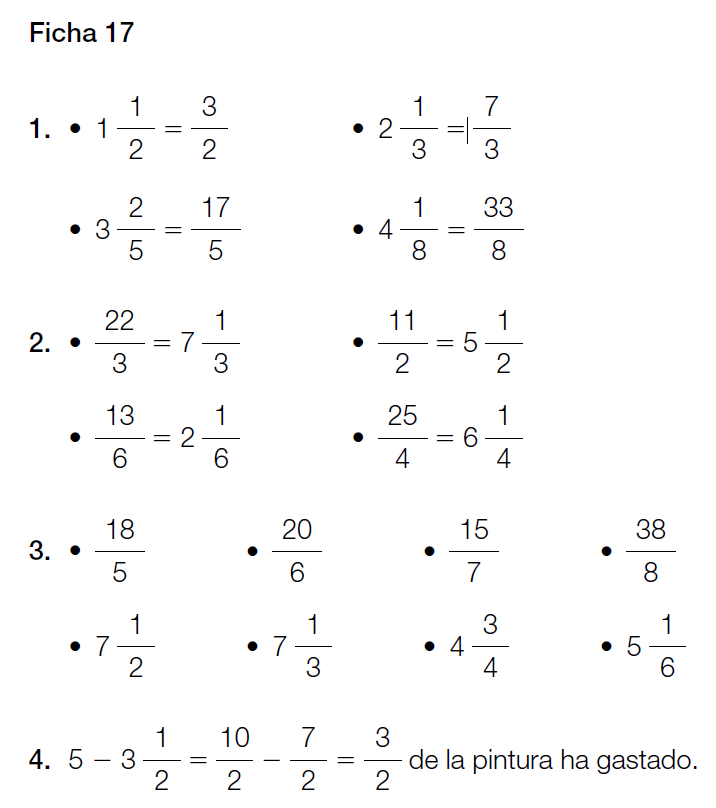 Ficha 17
1. • 1 1/2 = 3/2 • 2 1/3 = 7/3
• 3 2/5 = 17/5 • 4 1/8 = 33/8
2. • 22/3 = 7 1/3 • 11/2 = 5 1/2
• 13/6 = 2 1/6 • 25/4 = 6 1/4
3. • 18/5 • 20/6 • 15/7 • 38/8
• 7 1/2 • 7 1/3 • 4 3/4 • 5 1/6
4. 5 − 3 1/2 = 10/2 − 7/2 = 3/2 de la pintura ha gastado.